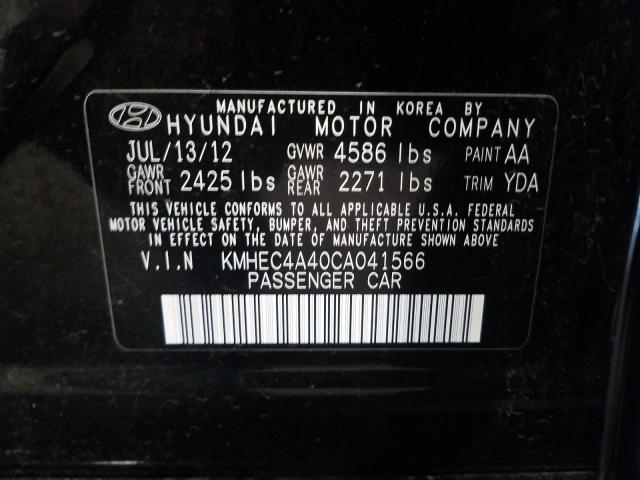 MANUFACTURED IN KOREA BY
HYUNDAI MOTOR COMPANY
JUL/13/12 GVWR 4586 lbs PAINT AA
GAWR FRONT 2425 lbs GAWR REAR 2271 lbs TRIM YDA
THIS VEHICLE CONFORMS TO ALL APPLICABLE U.S.A. FEDERAL
MOTOR VEHICLE SAFETY, BUMPER, AND THEFT PREVENTION STANDARDS
IN EFFECT ON THE DATE OF MANUFACTURE SHOWN ABOVE
V.I.N KMHEC4A40CA041566
PASSENGER CAR